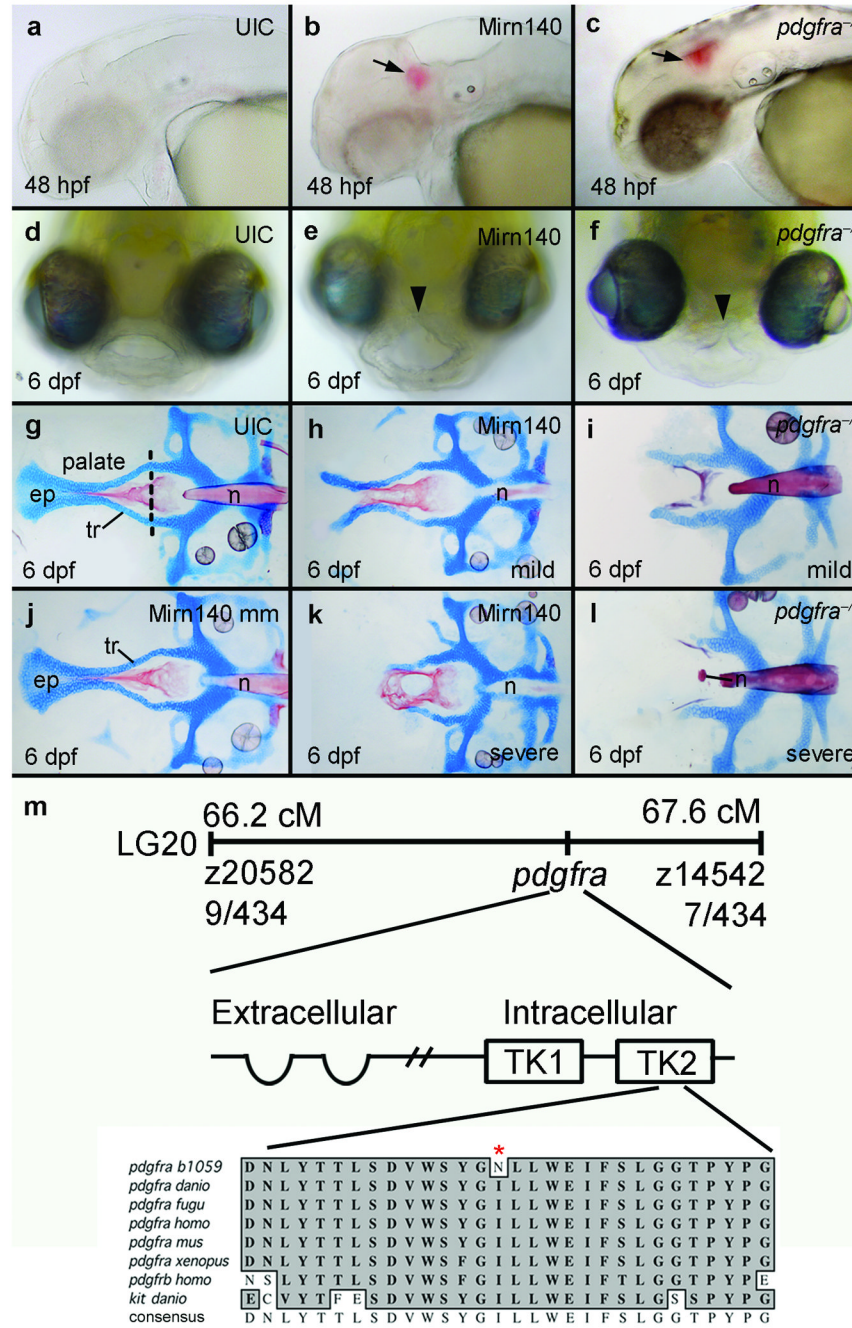 a UIC
48 hpf
b Mirn140
48 hpf
c pdgfra–/
48 hpf
d UIC
6 dpf
e Mirn140
6 dpf
f pdgfra–/
6 dpf
g UIC
palate
ep
n
tr
6 dpf
h Mirn140
6 dpf
mild
i pdgfra–/
n
6 dpf
mild
j Mirn140 mm
tr
ep
n
6 dpf
k Mirn140
n
6 dpf
severe
l pdgfra–/
n
6 dpf
severe
m
66.2 cM 67.6 cM
LG20
z20582 pdgfra z14542
9/434 7/434
Extracellular Intracellular
TK1 TK2
*
pdgfra b1059 D N L Y T T L S D V W S Y G N L L W E I F S L G G T P Y P G
pdgfra danio D N L Y T T L S D V W S Y G I L L W E I F S L G G T P Y P G
pdgfra fugu D N L Y T T L S D V W S Y G I L L W E I F S L G G T P Y P G
pdgfra homo D N L Y T T L S D V W S Y G I L L W E I F S L G G T P Y P G
pdgfra mus D N L Y T T L S D V W S Y G I L L W E I F S L G G T P Y P G
pdgfra xenopus D N L Y T T L S D V W S F G I L L W E I F S L G G T P Y P G
pdgfrb homo N S L Y T T L S D V W S F G I L L W E I F T L G G T P Y P E
kit danio E C V Y T F E S D V W S Y G I L L W E I F S L G S S P Y P G
consensus D N L Y T T L S D V W S Y G I L L W E I F S L G G T P Y P G